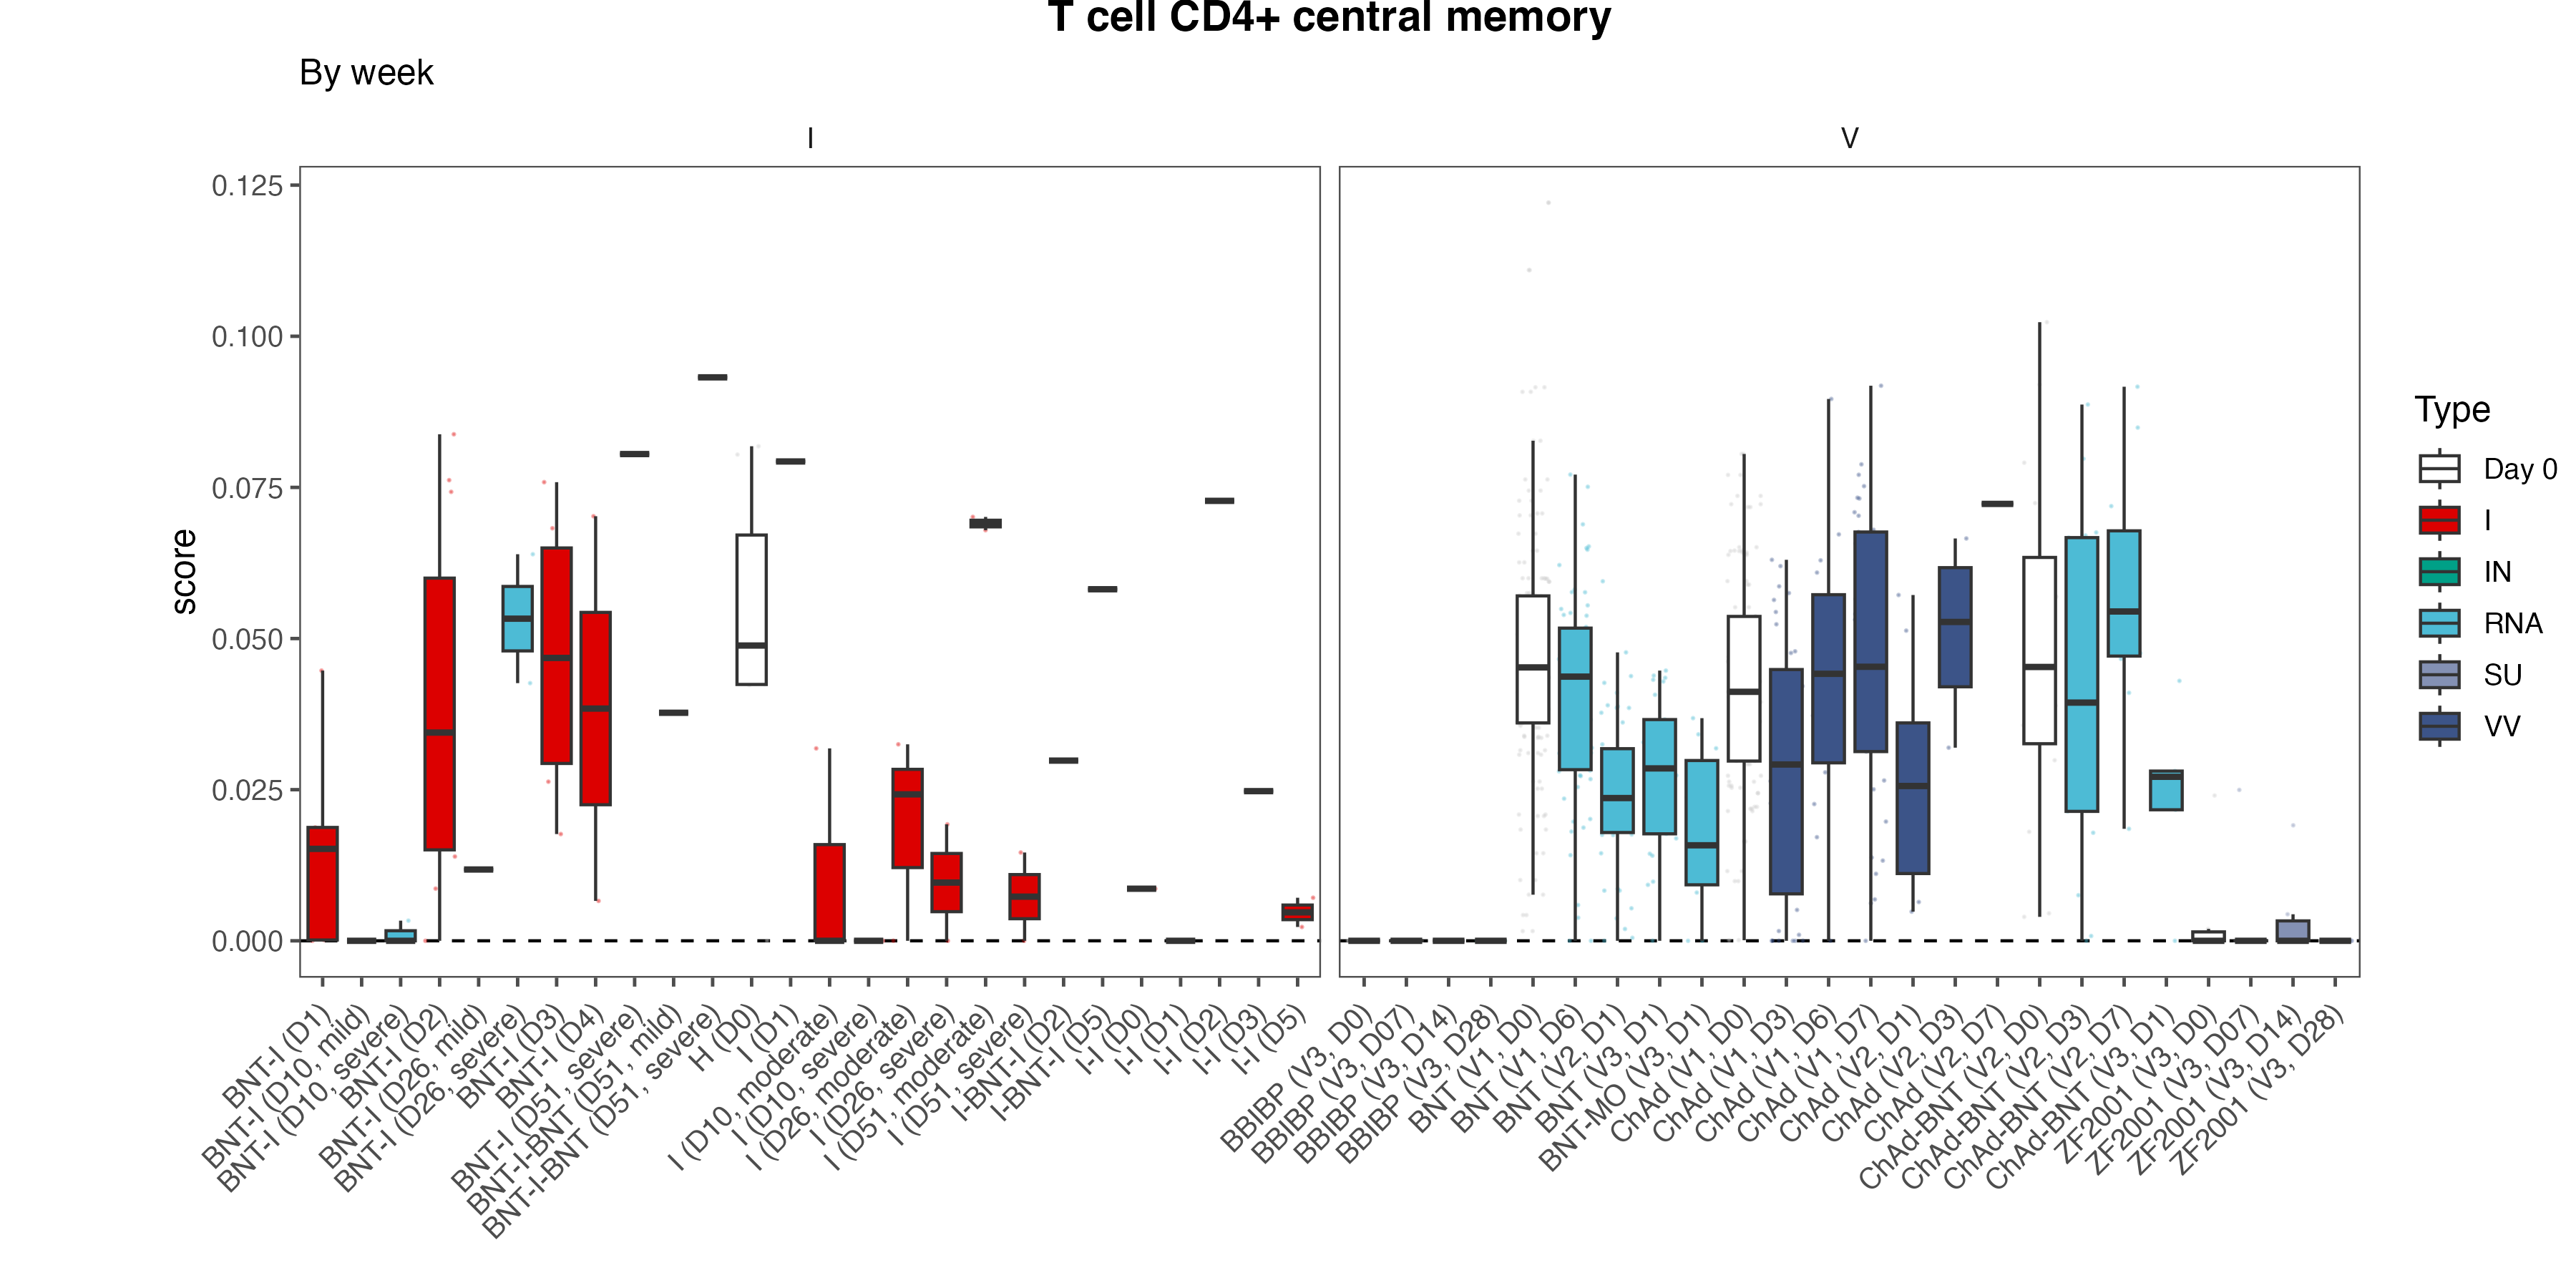 T cell CD4+ central memory
By week
I
V
score
0.125
0.100
0.075
0.050
0.025
0.000
BNT-I (D1)
BNT-I (D10, mild)
BNT-I (D10, severe)
BNT-I (D2)
BNT-I (D26, mild)
BNT-I (D26, severe)
BNT-I (D3)
BNT-I (D4)
BNT-I (D51, severe)
BNT-I-BNT (D51, mild)
BNT-I-BNT (D51, severe)
H (D0)
I (D1)
I (D10, moderate)
I (D10, severe)
I (D26, moderate)
I (D26, severe)
I (D51, moderate)
I (D51, severe)
I-BNT-I (D2)
I-BNT-I (D5)
I-I (D0)
I-I (D1)
I-I (D2)
I-I (D3)
I-I (D5)
BBIBP (V3, D0)
BBIBP (V3, D07)
BBIBP (V3, D14)
BBIBP (V3, D28)
BNT (V1, D0)
BNT (V1, D6)
BNT (V2, D1)
BNT (V3, D1)
BNT-MO (V3, D1)
ChAd (V1, D0)
ChAd (V1, D3)
ChAd (V1, D6)
ChAd (V1, D7)
ChAd (V2, D1)
ChAd (V2, D3)
ChAd (V2, D7)
ChAd-BNT (V2, D0)
ChAd-BNT (V2, D3)
ChAd-BNT (V2, D7)
ChAd-BNT (V3, D1)
ZF2001 (V3, D0)
ZF2001 (V3, D07)
ZF2001 (V3, D14)
ZF2001 (V3, D28)
Type
Day 0
I
IN
RNA
SU
VV